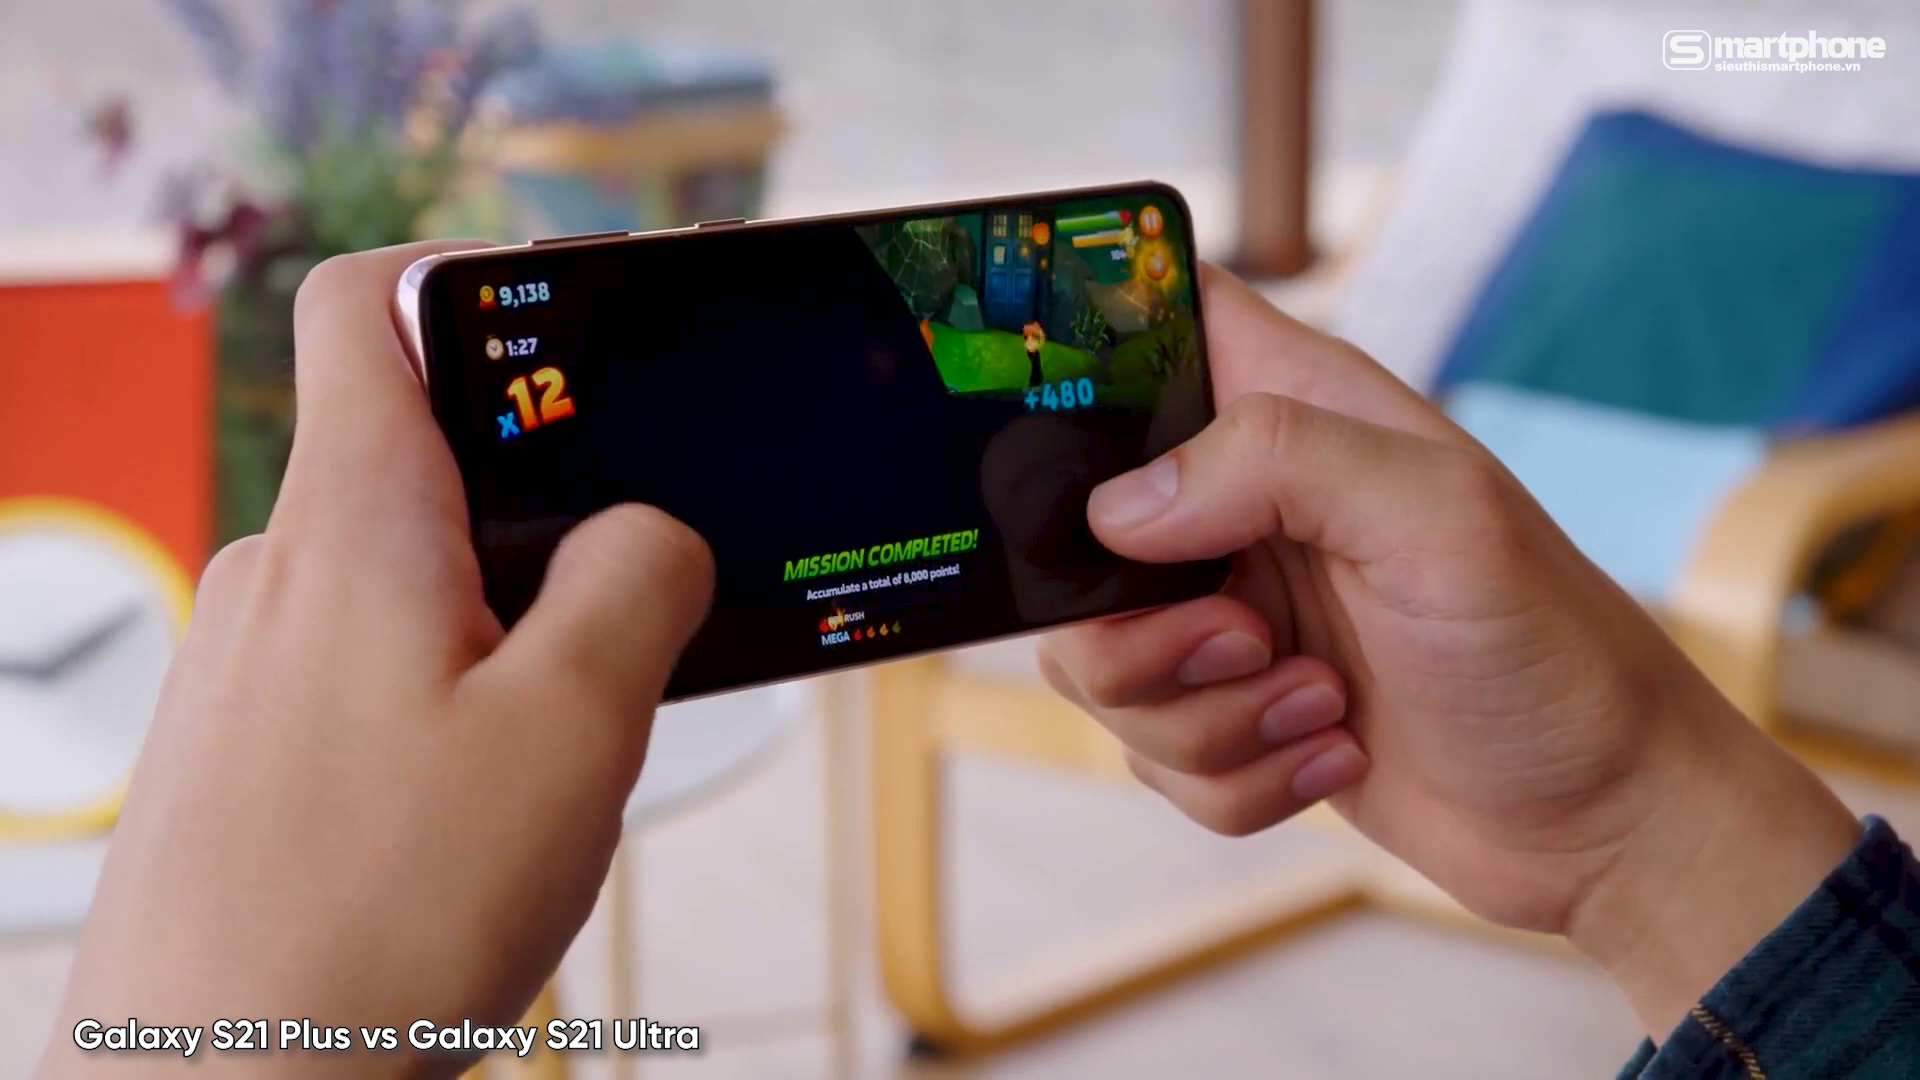 Smartphone
sieuthismartphone.vn
9,138
1:27
x12
+480
MISSION COMPLETED!
Accumulate a total of 8,000 points!
RUSH
MEGA
Galaxy S21 Plus vs Galaxy S21 Ultra